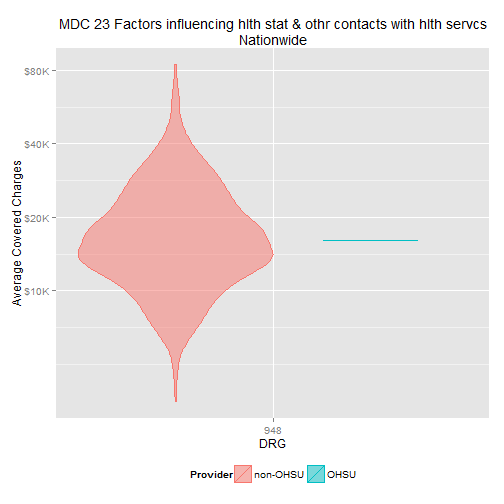 MDC 23 Factors influencing hlth stat & othr contacts with hlth servcs
Nationwide
$80K
$40K
$20K
$10K
Average Covered Charges
948
DRG
Provider non-OHSU OHSU